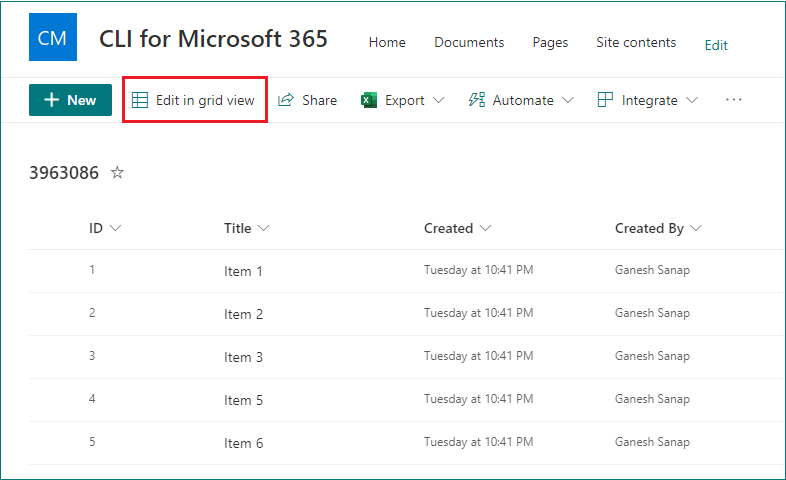 CM CLI for Microsoft 365 Home Documents Pages Site contents Edit
New Edit in grid view Share Export Automate Integrate ...
3963086
ID Title Created Created By
1 Item 1 Tuesday at 10:41 PM Ganesh Sanap
2 Item 2 Tuesday at 10:41 PM Ganesh Sanap
3 Item 3 Tuesday at 10:41 PM Ganesh Sanap
4 Item 5 Tuesday at 10:41 PM Ganesh Sanap
5 Item 6 Tuesday at 10:41 PM Ganesh Sanap